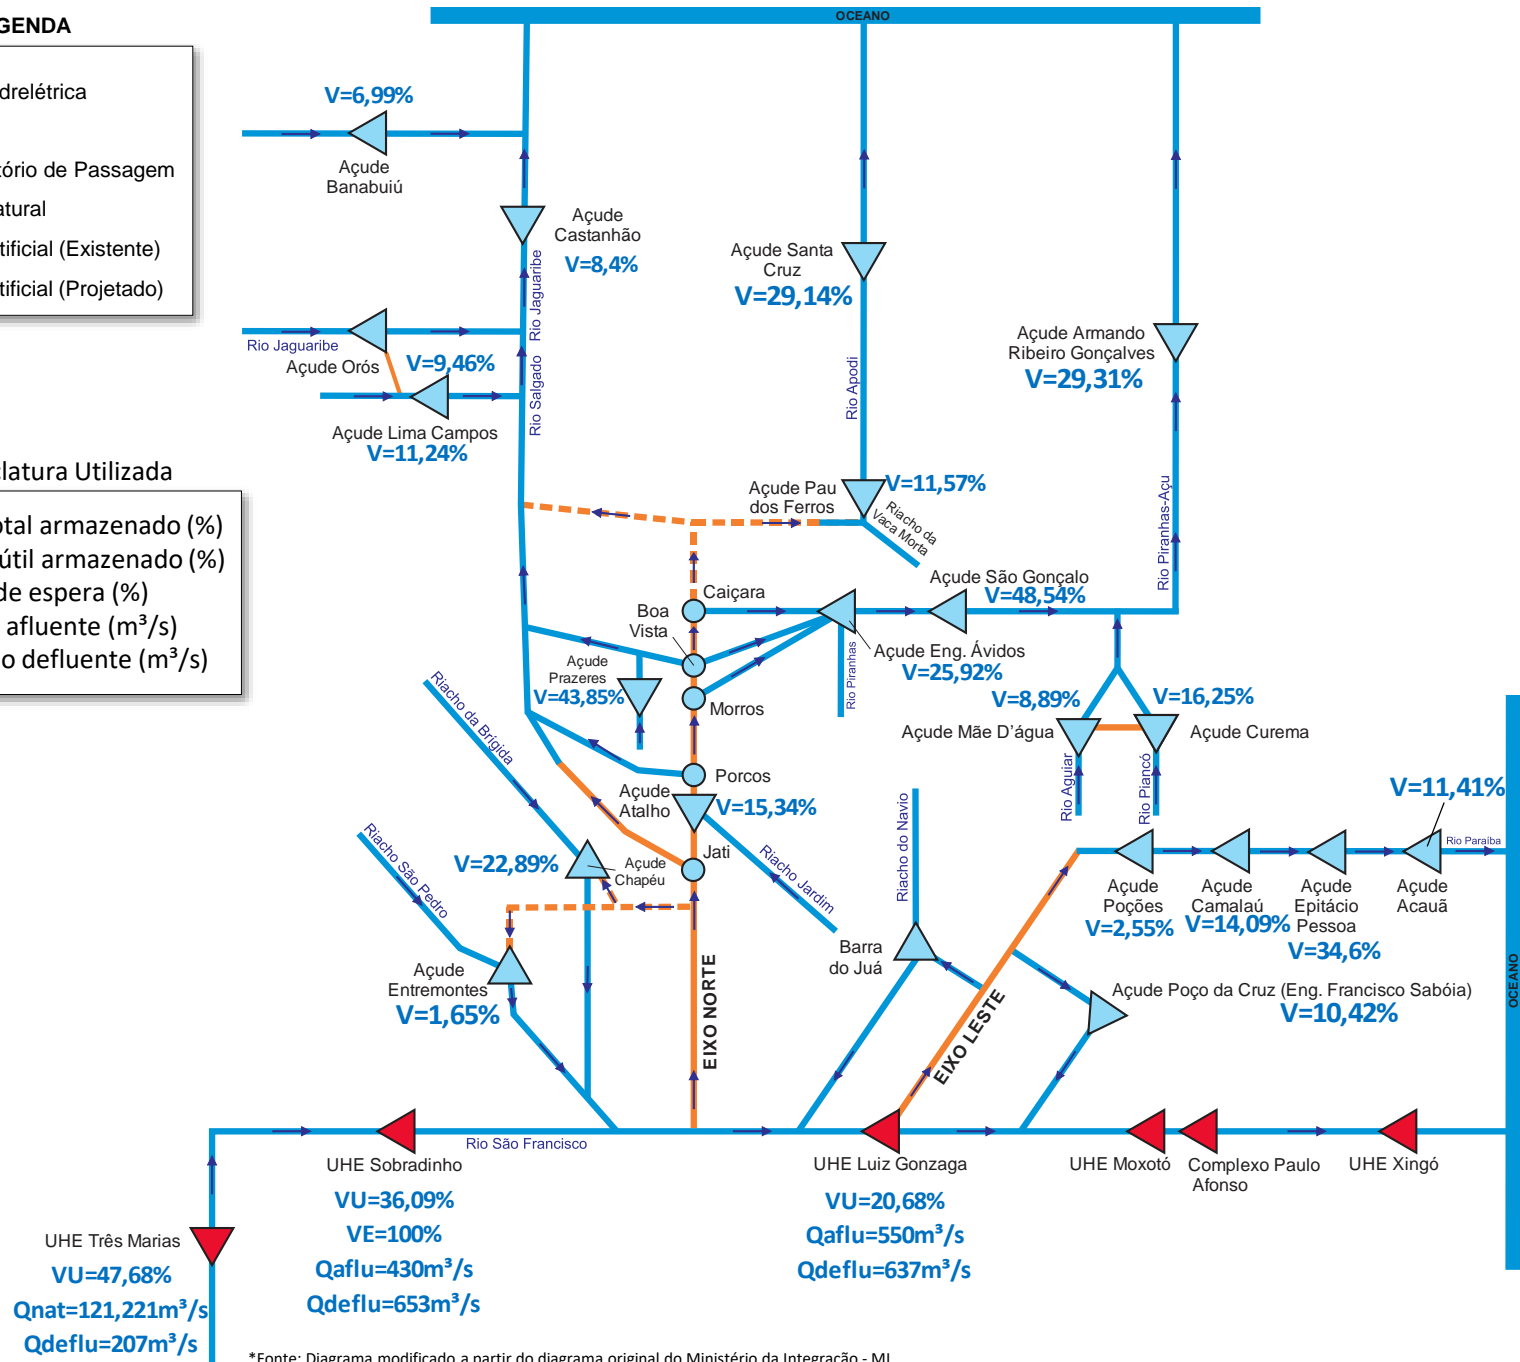 GENDA
drelétrica
tório de Passagem
atural
tificial (Existente)
tificial (Projetado)
clatura Utilizada
otal armazenado (%)
útil armazenado (%)
de espera (%)
afluente (m³/s)
o defluente (m³/s)
OCEANO
V=6,99%
Açude
Banabuiú
Açude
Castanhão
V=8,4%
Rio Jaguaribe
Açude Santa
Cruz
V=29,14%
Açude Armando
Ribeiro Gonçalves
V=29,31%
Rio Jaguaribe
Açude Orós
V=9,46%
Rio Salgado
Rio Apodi
Açude Lima Campos
V=11,24%
Açude Pau
dos Ferros
V=11,57%
Riacho da
Vaca Morta
Rio Piranhas-Açu
Caiçara
Boa
Vista
Açude São Gonçalo
V=48,54%
Açude Eng. Ávidos
V=25,92%
Rio Piranhas
Açude
Prazeres
V=43,85%
Morros
V=8,89%
V=16,25%
Açude Mãe D'água
Açude Curema
Rio Aguiar
Rio Piancó
Riacho da Brígida
Porcos
Açude
Atalho
V=15,34%
V=11,41%
Riacho São Pedro
V=22,89%
Açude
Chapéu
Jati
Riacho Jardim
Riacho do Navio
Rio Paraiba
Açude
Poções
V=2,55%
Açude
Camalaú
V=14,09%
Açude
Epitácio
Pessoa
V=34,6%
Açude
Acauã
Barra
do Juá
Açude
Entremontes
V=1,65%
EIXO NORTE
EIXO LESTE
Açude Poço da Cruz (Eng. Francisco Sabóia)
V=10,42%
OCEANO
Rio São Francisco
UHE Sobradinho
VU=36,09%
VE=100%
Qaflu=430m³/s
Qdeflu=653m³/s
UHE Luiz Gonzaga
VU=20,68%
Qaflu=550m³/s
Qdeflu=637m³/s
UHE Moxotó
Complexo Paulo
Afonso
UHE Xingó
UHE Três Marias
VU=47,68%
Qnat=121,221m³/s
Qdeflu=207m³/s
*Fonte: Diagrama modificado a partir do diagrama original do Ministério da Integração - MI